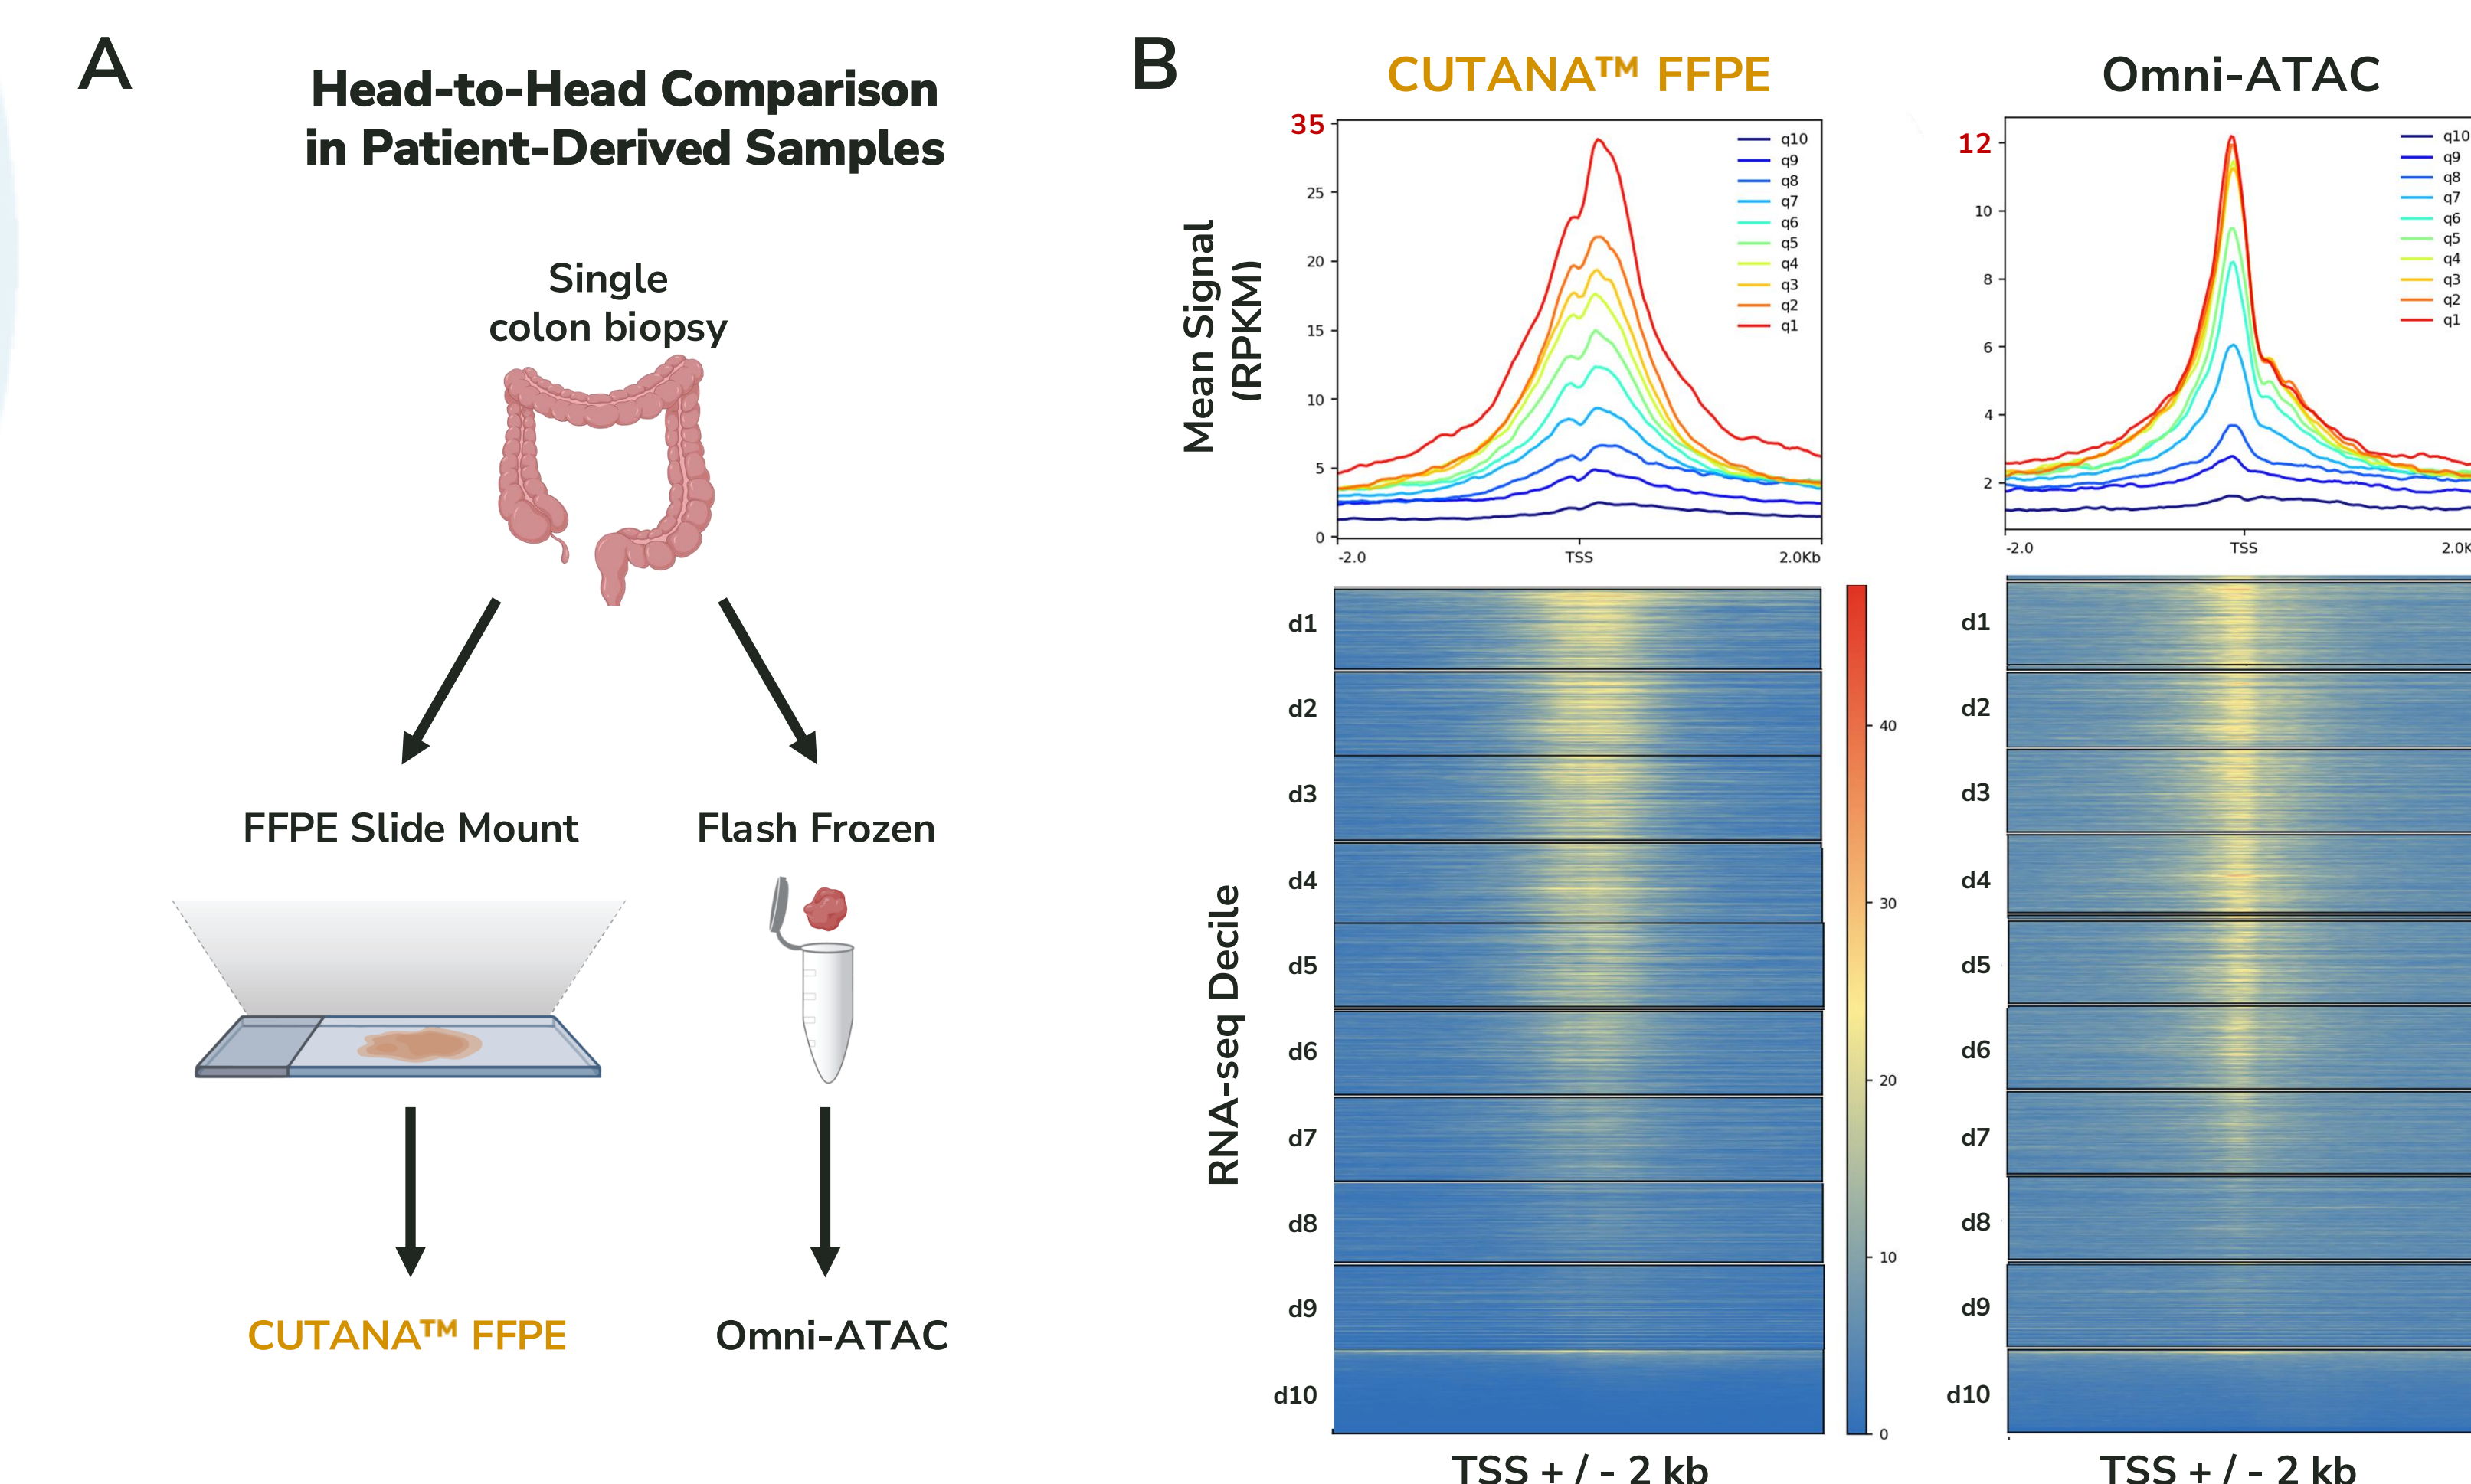 A
Head-to-Head Comparison
in Patient-Derived Samples
Single
colon biopsy
FFPE Slide Mount
Flash Frozen
CUTANA™ FFPE
Omni-ATAC
B
CUTANA™ FFPE
Mean Signal
(RPKM)
35
25
20
15
10
5
0
q10
q9
q8
q7
q6
q5
q4
q3
q2
q1
-2.0
TSS
2.0Kb
RNA-seq Decile
d1
d2
d3
d4
d5
d6
d7
d8
d9
d10
40
30
20
10
0
TSS + / - 2 kb
Omni-ATAC
12
10
8
6
4
2
q10
q9
q8
q7
q6
q5
q4
q3
q2
q1
-2.0
TSS
2.0K
d1
d2
d3
d4
d5
d6
d7
d8
d9
d10
TSS + / - 2 kb